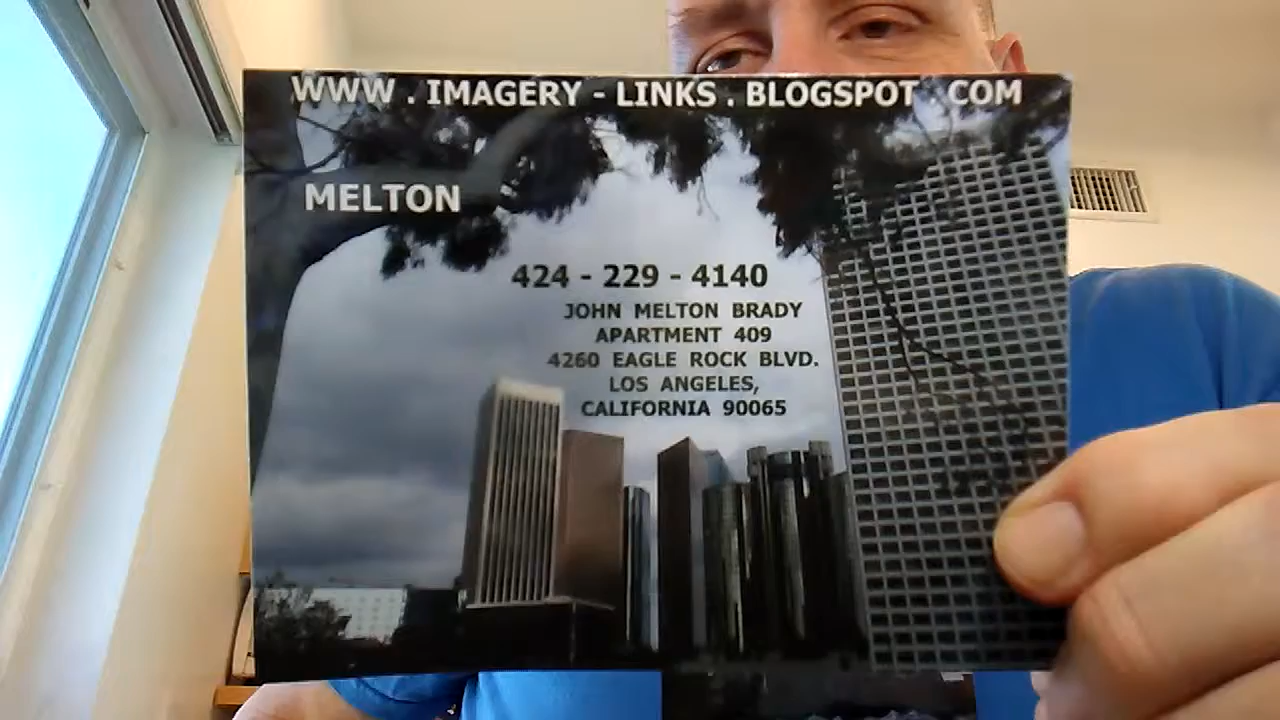 WWW . IMAGERY - LINKS . BLOGSPOT . COM
MELTON
424 - 229 - 4140
JOHN MELTON BRADY
APARTMENT 409
4260 EAGLE ROCK BLVD.
LOS ANGELES,
CALIFORNIA 90065